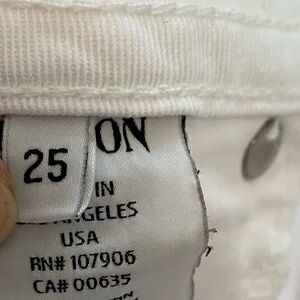 25
ON
IN
ANGELES
USA
RN# 107906
CA# 00635